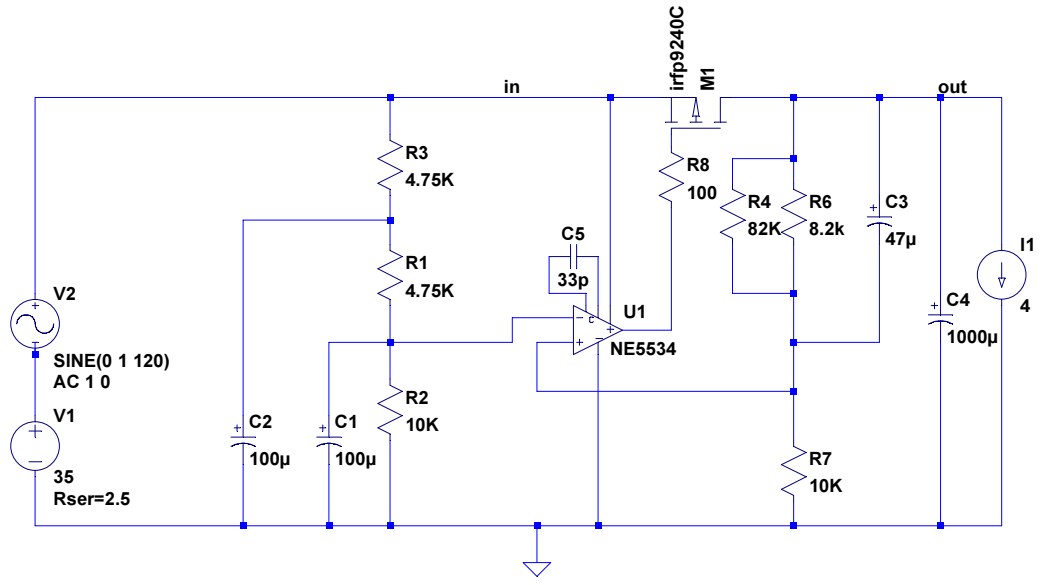 irfp9240C
M1
in
out
R3
4.75K
R8
100
R4
82K
R6
8.2k
C3
47µ
C5
33p
R1
4.75K
I1
4
V2
SINE(0 1 120)
AC 1 0
U1
NE5534
C4
1000µ
R2
10K
V1
35
Rser=2.5
C2
100µ
C1
100µ
R7
10K